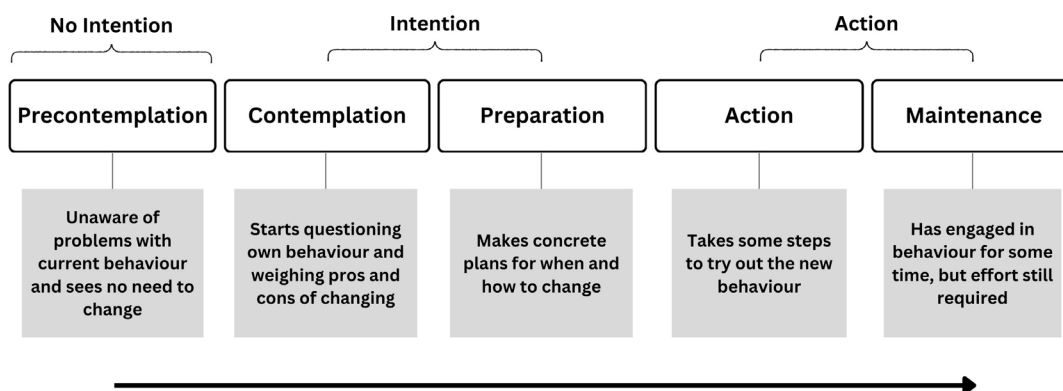 No Intention
Intention
Action
Precontemplation
Contemplation
Preparation
Action
Maintenance
Unaware of
problems with
current behaviour
and sees no need to
change
Starts questioning
own behaviour and
weighing pros and
cons of changing
Makes concrete
plans for when and
how to change
Takes some steps
to try out the new
behaviour
Has engaged in
behaviour for some
time, but effort still
required